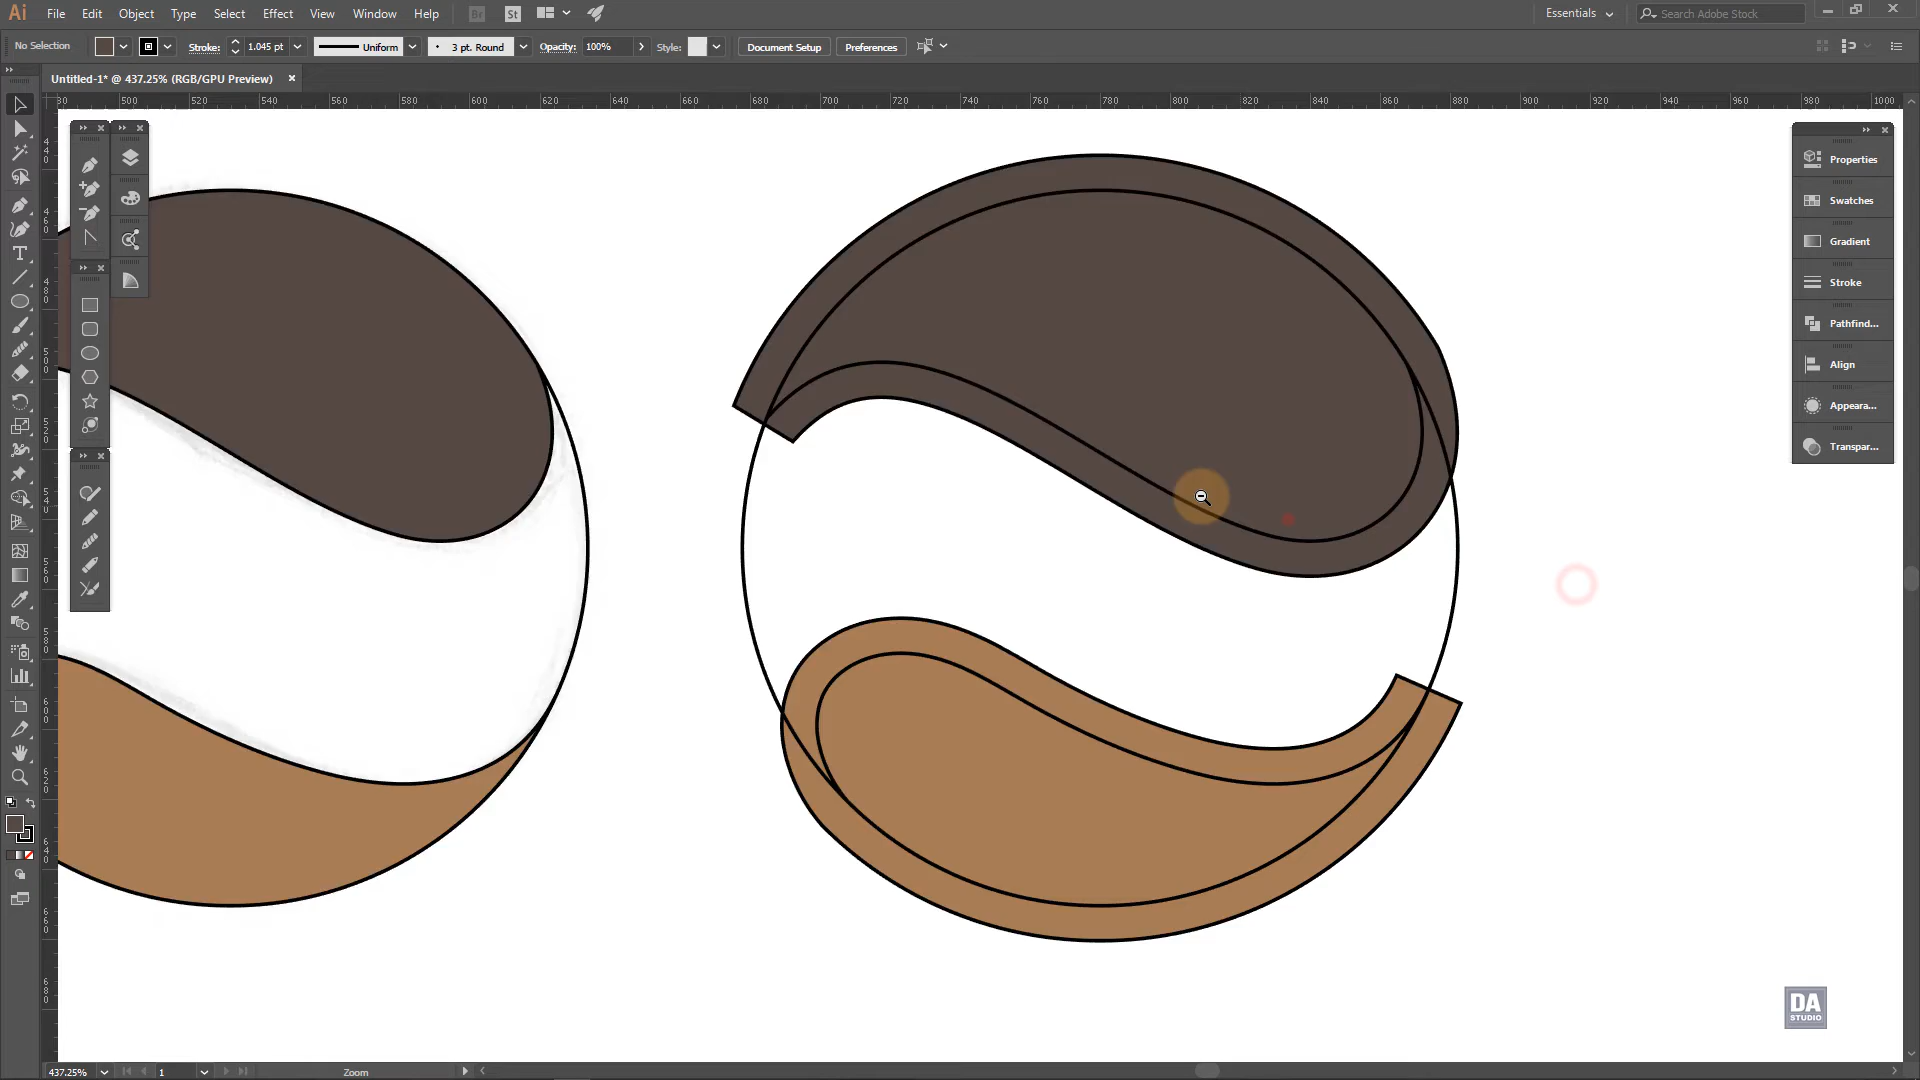 Ai File Edit Object Type Select Effect View Window Help Br St Essentials Search Adobe Stock
No Selection Stroke: 1.045 pt Uniform 3 pt. Round Opacity: 100% Style: Document Setup Preferences
Untitled-1* @ 437.25% (RGB/GPU Preview)
500 520 540 560 580 600 620 640 660 680 700 720 740 760 780 800 820 840 860 880 900 920 940 960 980 1000
Properties
Swatches
Gradient
Stroke
Pathfind...
Align
Appeara...
Transpar...
DA
STUDIO
437.25% 1 Zoom